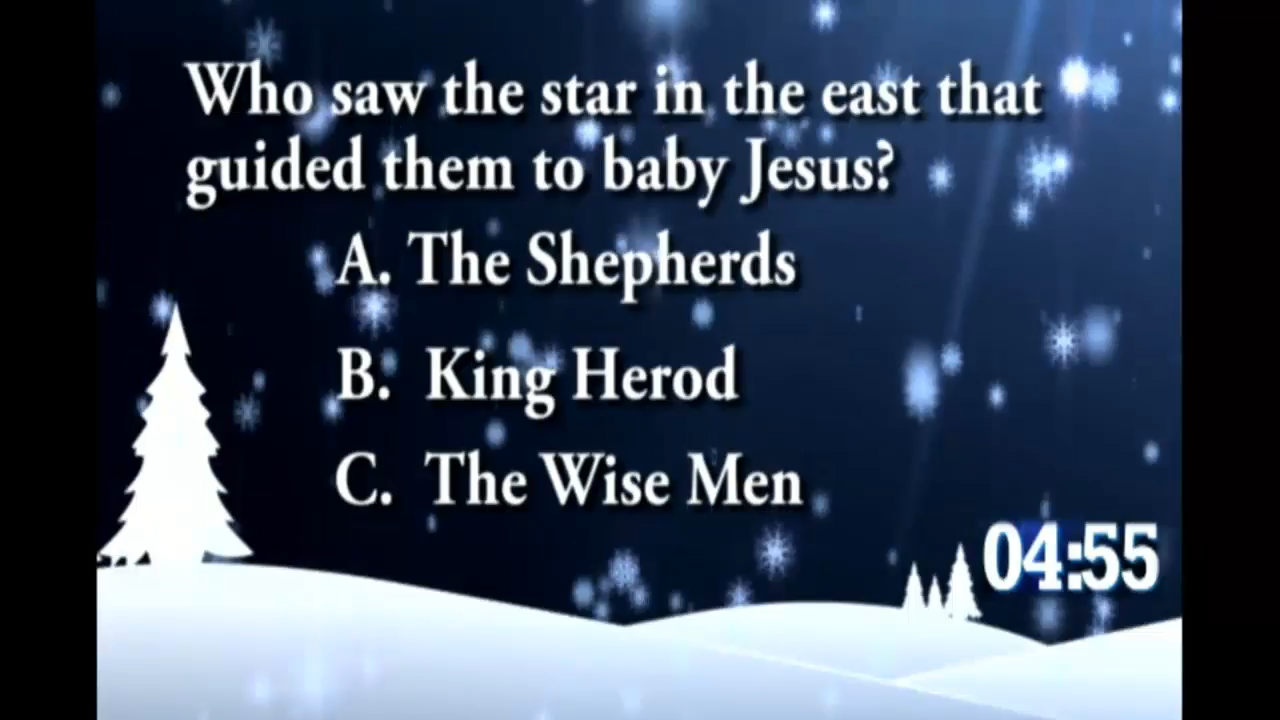 Who saw the star in the east that
guided them to baby Jesus?
A. The Shepherds
B. King Herod
C. The Wise Men
04:55